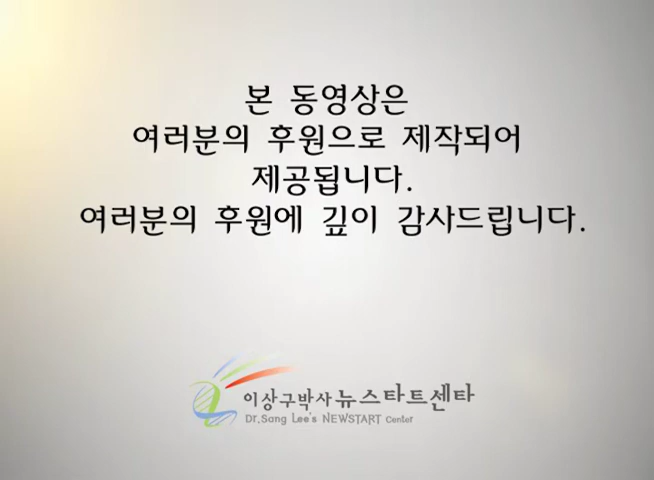 본 동영상은
여러분의 후원으로 제작되어
제공됩니다.
여러분의 후원에 깊이 감사드립니다.
이상구박사뉴스타트센타
Dr.Sang Lee's NEWSTART Center